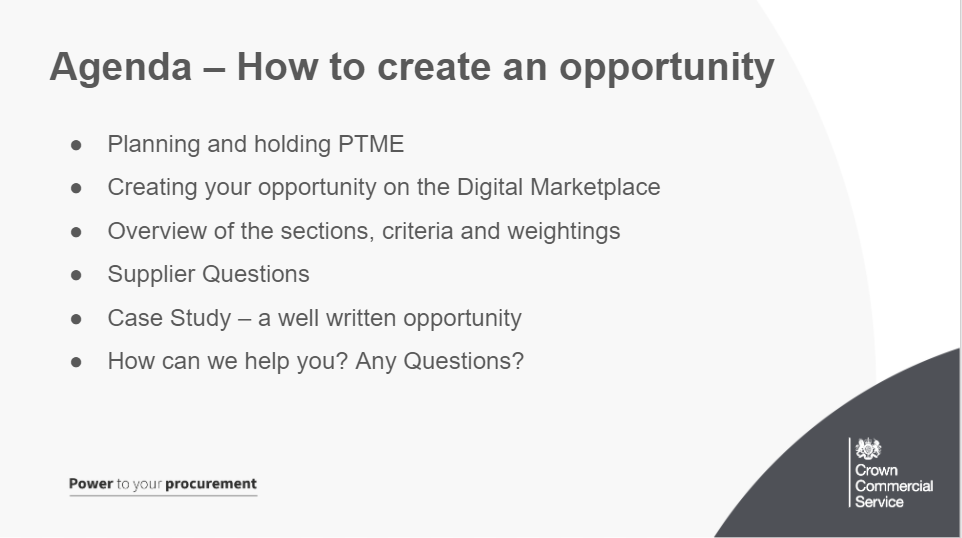 Agenda – How to create an opportunity
● Planning and holding PTME
● Creating your opportunity on the Digital Marketplace
● Overview of the sections, criteria and weightings
● Supplier Questions
● Case Study – a well written opportunity
● How can we help you? Any Questions?
Power to your procurement
Crown
Commercial
Service